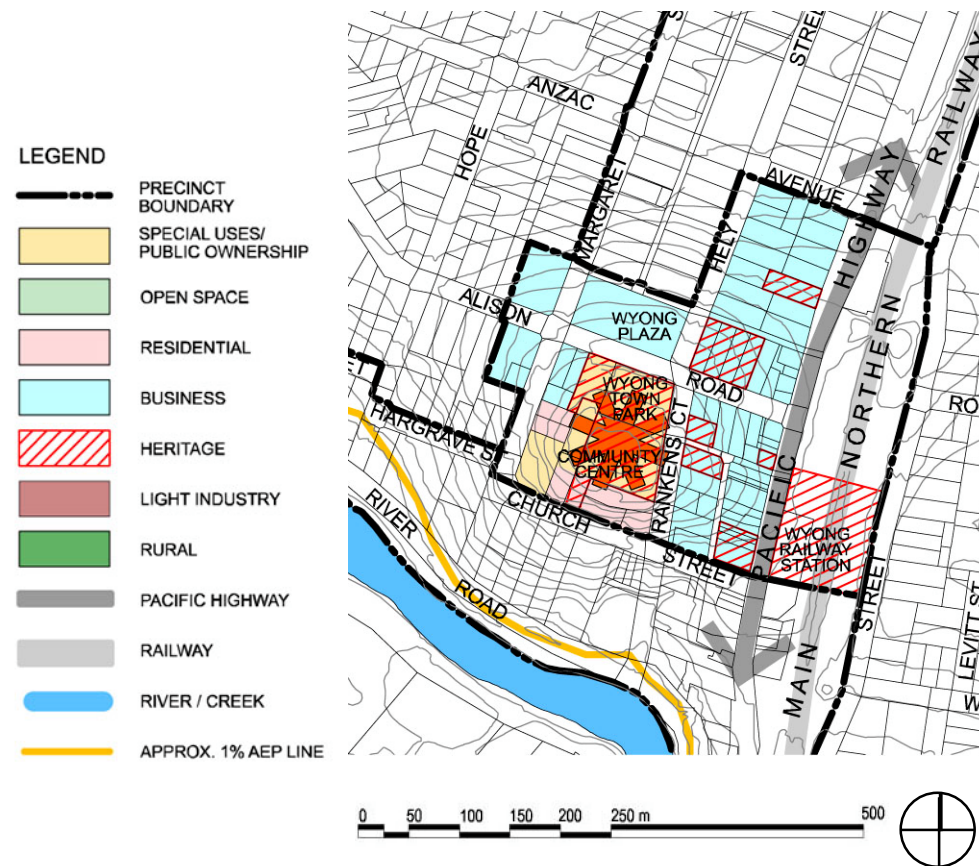 LEGEND
PRECINCT
BOUNDARY
SPECIAL USES/
PUBLIC OWNERSHIP
OPEN SPACE
RESIDENTIAL
BUSINESS
HERITAGE
LIGHT INDUSTRY
RURAL
PACIFIC HIGHWAY
RAILWAY
RIVER / CREEK
APPROX. 1% AEP LINE
S
STREE
ANZAC
HOPE
MARGARET
HELY
AVENUE
HIGHWAY
RAILWAY
ALISON
WYONG
PLAZA
ROAD
NORTHERN
RO
ET
HARGRAVE ST
WYONG
TOWN
PARK
COMMUNITY
CENTRE
RANKENS CT
CHURCH
STREET
PACIFIC
WYONG
RAILWAY
STATION
STREET
RIVER
ROAD
MAIN
LEVITT ST
W
0 50 100 150 200 250 m 500